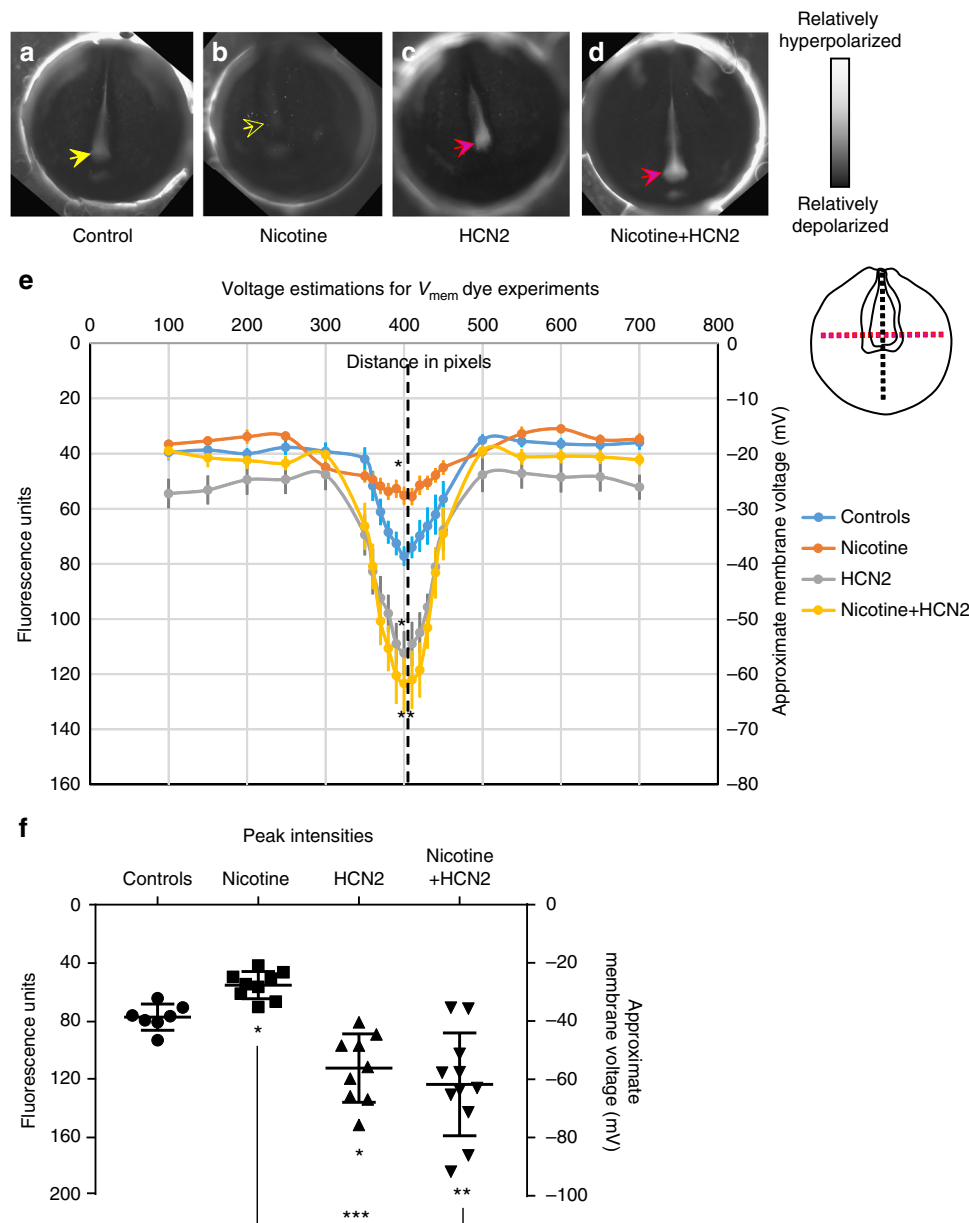 a
b
c
d
Relatively
hyperpolarized
Relatively
depolarized
Control
Nicotine
HCN2
Nicotine+HCN2
e
Voltage estimations for Vmem dye experiments
0 100 200 300 400 500 600 700 800
Distance in pixels
0
20
40
60
80
100
120
140
160
Fluorescence units
0
–10
–20
–30
–40
–50
–60
–70
–80
Approximate membrane voltage (mV)
*
*
**
Controls
Nicotine
HCN2
Nicotine+HCN2
f
Peak intensities
Controls
Nicotine
HCN2
Nicotine
+HCN2
0
40
80
120
160
200
Fluorescence units
0
–20
–40
–60
–80
–100
Approximate
membrane voltage (mV)
*
*
**
***